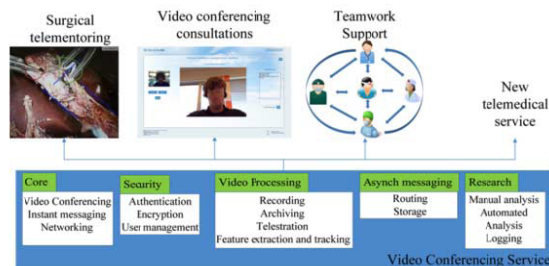 Surgical
telementoring
Video conferencing
consultations
Teamwork
Support
New
telemedical
service
Core
Video Conferencing
Instant messaging
Networking
Security
Authentication
Encryption
User management
Video Processing
Recording
Archiving
Telestration
Feature extraction and tracking
Asynch messaging
Routing
Storage
Research
Manual analysis
Automated
Analysis
Logging
Video Conferencing Service